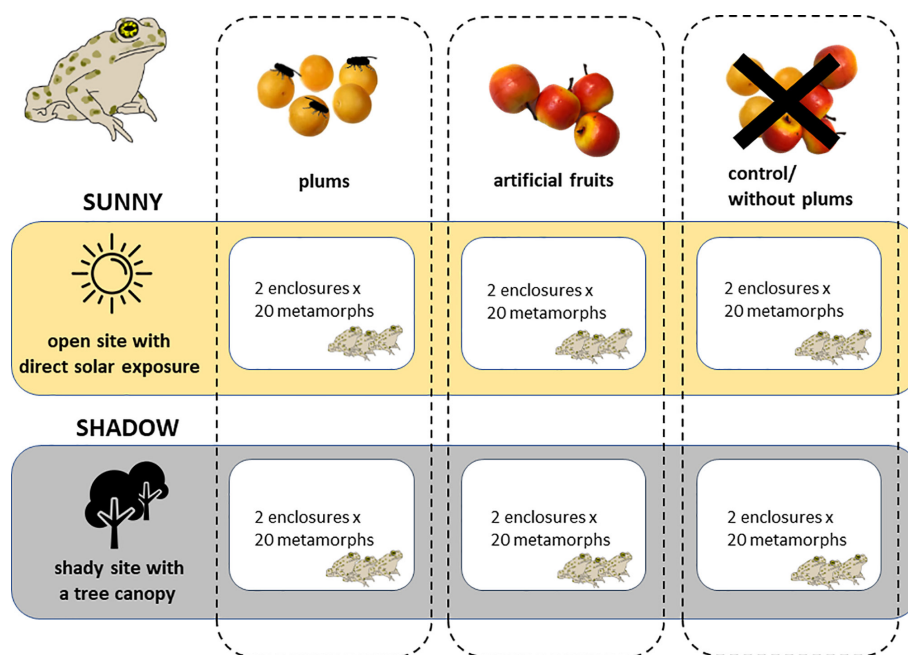 plums
artificial fruits
control/
without plums
SUNNY
open site with
direct solar exposure
2 enclosures x
20 metamorphs
2 enclosures x
20 metamorphs
2 enclosures x
20 metamorphs
SHADOW
shady site with
a tree canopy
2 enclosures x
20 metamorphs
2 enclosures x
20 metamorphs
2 enclosures x
20 metamorphs